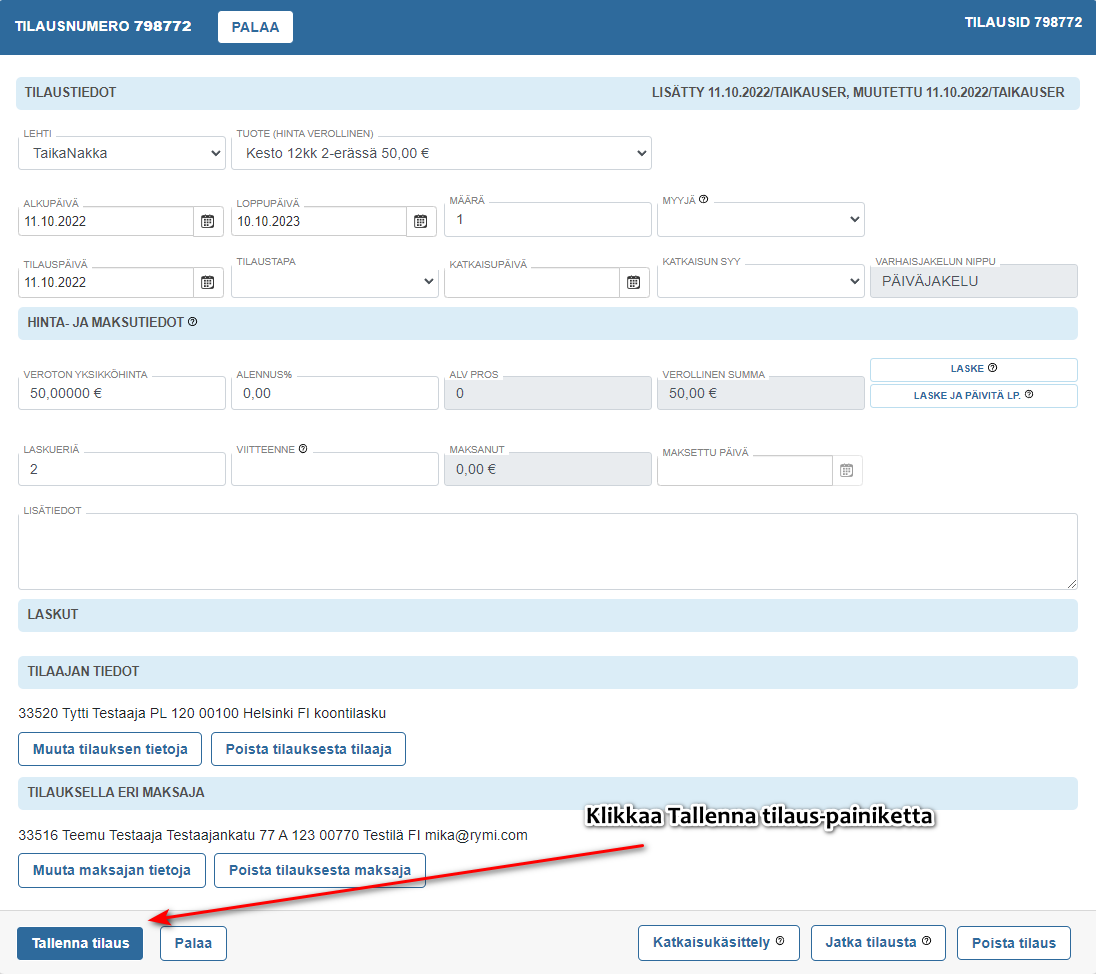 TILAUSNUMERO 798772 PALAA TILAUSID 798772
TILAUSTIEDOT LISÄTTY 11.10.2022/TAIKAUSER, MUUTETTU 11.10.2022/TAIKAUSER
LEHTI TUOTE (HINTA VEROLLINEN)
TaikaNakka Kesto 12kk 2-erässä 50,00 €
ALKUPÄIVÄ LOPPUPÄIVÄ MÄÄRÄ MYYJÄ
11.10.2022 10.10.2023 1
TILAUSPÄIVÄ TILAUSTAPA KATKAISUPÄIVÄ KATKAISUN SYY VARHAISJAKELUN NIPPU
11.10.2022 PÄIVÄJAKELU
HINTA- JA MAKSUTIEDOT
VEROTON YKSIKKÖHINTA ALENNUS% ALV PROS VEROLLINEN SUMMA LASKE
50,00000 € 0,00 0 50,00 € LASKE JA PÄIVITÄ LP.
LASKUERIÄ VIITTEENNE MAKSANUT MAKSETTU PÄIVÄ
2 0,00 €
LISÄTIEDOT
LASKUT
TILAAJAN TIEDOT
33520 Tytti Testaaja PL 120 00100 Helsinki FI koontilasku
Muuta tilauksen tietoja Poista tilauksesta tilaaja
TILAUKSELLA ERI MAKSAJA
Klikkaa Tallenna tilaus-painiketta
33516 Teemu Testaaja Testaajankatu 77 A 123 00770 Testilä FI mika@rymi.com
Muuta maksajan tietoja Poista tilauksesta maksaja
Tallenna tilaus Palaa Katkaisukäsittely Jatka tilausta Poista tilaus